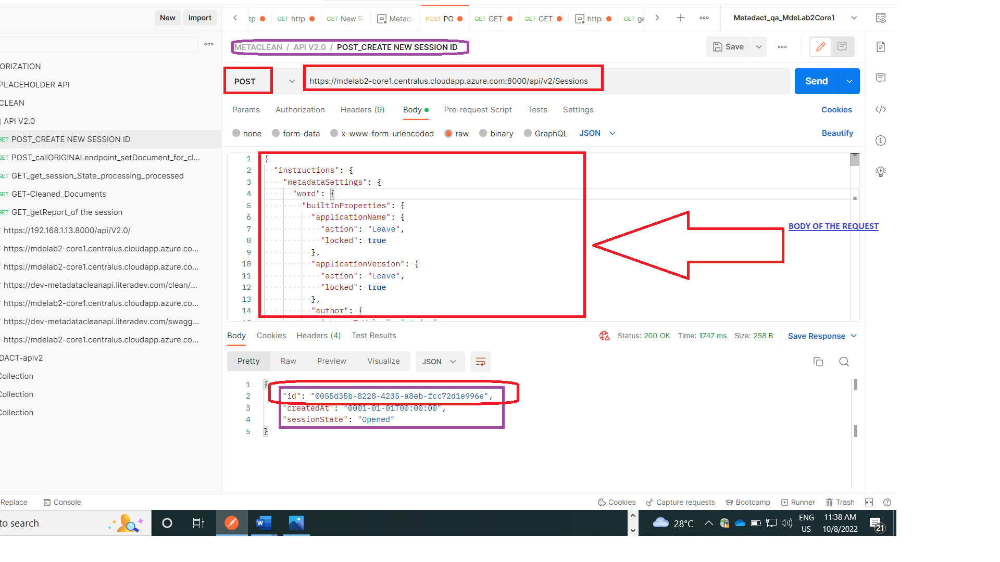 New Import
tp GET http GET New R Metada POST PO GET GET- GET GET http: GET ge Metadact_qa_MdeLab2Core1
METACLEAN / API V2.0 / POST_CREATE NEW SESSION ID Save
POST https://mdelab2-core1.centralus.cloudapp.azure.com:8000/api/v2/Sessions Send
Params Authorization Headers (9) Body Pre-request Script Tests Settings Cookies
none form-data x-www-form-urlencoded raw binary GraphQL JSON Beautify
ORIZATION
PLACEHOLDER API
CLEAN
API V2.0
GET POST_CREATE NEW SESSION ID
GET POST_callORIGINALendpoint_setDocument_for_cl...
GET GET_get_session_State_processing_processed
GET GET-Cleaned_Documents
GET GET_getReport_of the session
https://192.168.1.13.8000/api/V2.0/
https://mdelab2-core1.centralus.cloudapp.azure.co...
https://mdelab2-core1.centralus.cloudapp.azure.co...
https://dev-metadatacleanapi.literadev.com/clean/...
https://mdelab2-core1.centralus.cloudapp.azure.co...
https://dev-metadatacleanapi.literadev.com/swagg...
https://mdelab2-core1.centralus.cloudapp.azure.co...
DACT-apiv2
Collection
Collection
Collection
1 {
2 "instructions": {
3 "metadataSettings": {
4 "word": {
5 "builtInProperties": {
6 "applicationName": {
7 "action": "Leave",
8 "locked": true
9 },
10 "applicationVersion": {
11 "action": "Leave",
12 "locked": true
13 },
14 "author": {
BODY OF THE REQUEST
Body Cookies Headers (4) Test Results Status: 200 OK Time: 1747 ms Size: 258 B Save Response
Pretty Raw Preview Visualize JSON
1 {
2 "id": "0055d35b-8228-4235-a8eb-fcc72d1e996e",
3 "createdAt": "0001-01-01T00:00:00",
4 "sessionState": "Opened"
5 }
Replace Console Cookies Capture requests Bootcamp Runner Trash
to search 28°C ENG 11:38 AM
US 10/8/2022 21